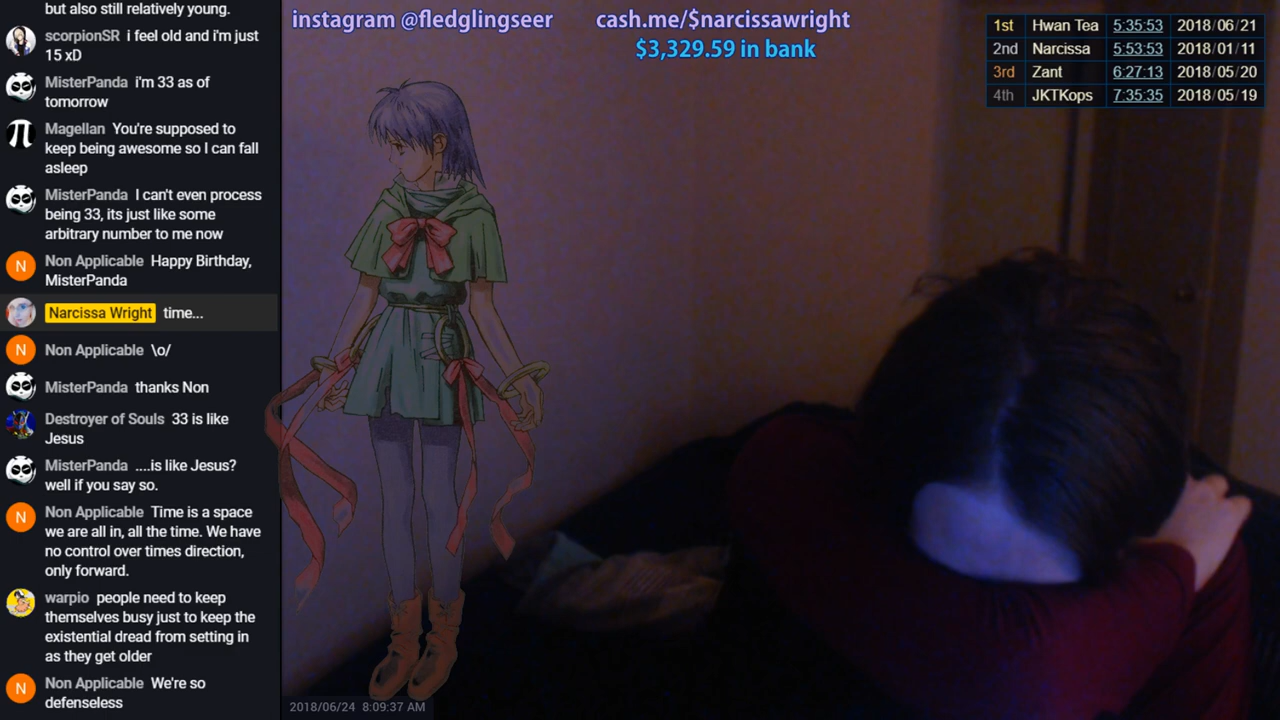 but also still relatively young.
scorpionSR i feel old and i'm just
15 xD
MisterPanda i'm 33 as of
tomorrow
Magellan You're supposed to
keep being awesome so I can fall
asleep
MisterPanda I can't even process
being 33, its just like some
arbitrary number to me now
N Non Applicable Happy Birthday,
MisterPanda
Narcissa Wright time...
N Non Applicable \o/
MisterPanda thanks Non
Destroyer of Souls 33 is like
Jesus
MisterPanda ....is like Jesus?
well if you say so.
N Non Applicable Time is a space
we are all in, all the time. We have
no control over times direction,
only forward.
warpio people need to keep
themselves busy just to keep the
existential dread from setting in
as they get older
N Non Applicable We're so
defenseless
instagram @fledglingseer
cash.me/$narcissawright
$3,329.59 in bank
1st Hwan Tea 5:35:53 2018/06/21
2nd Narcissa 5:53:53 2018/01/11
3rd Zant 6:27:13 2018/05/20
4th JKTKops 7:35:35 2018/05/19
2018/06/24 8:09:37 AM